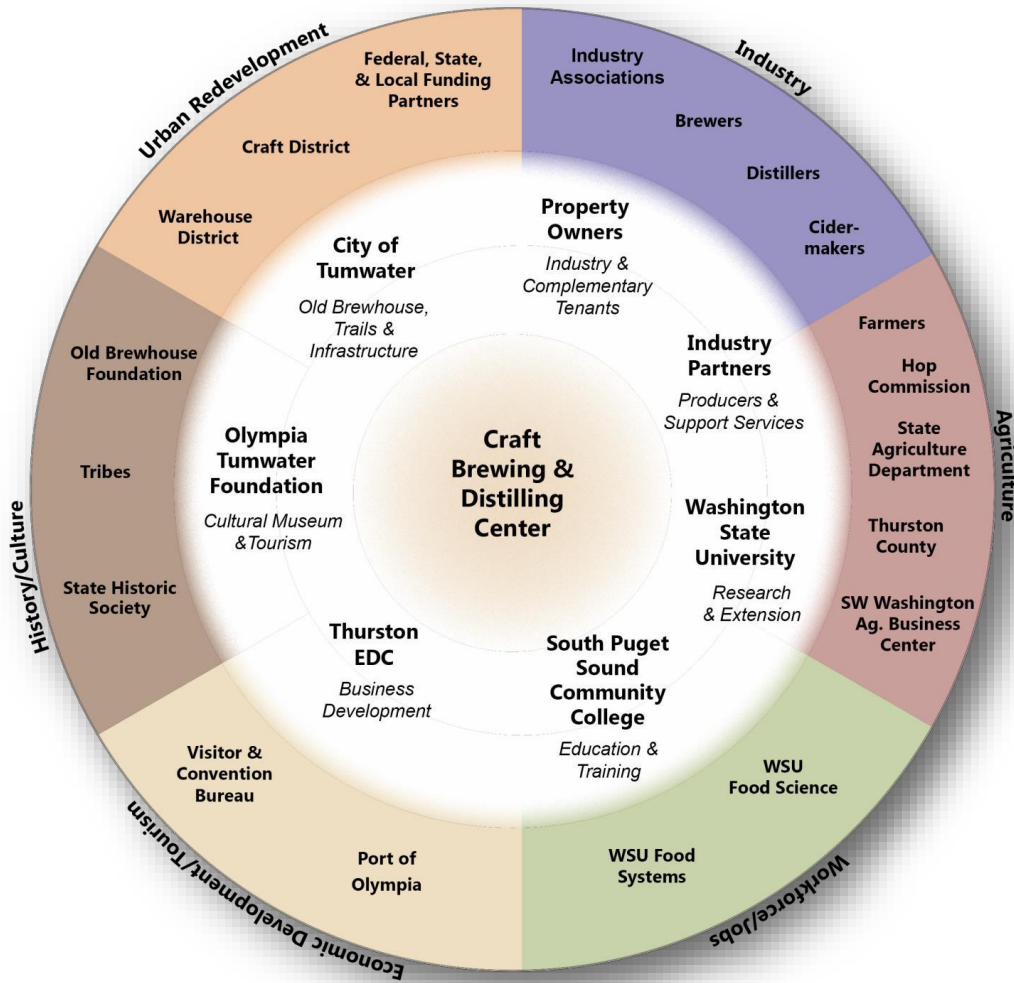 Urban Redevelopment
Federal, State,
& Local Funding
Partners
Craft District
Warehouse
District
Industry
Industry
Associations
Brewers
Distillers
Cider-
makers
Agriculture
Farmers
Hop
Commission
State
Agriculture
Department
Thurston
County
SW Washington
Ag. Business
Center
Workforce/Jobs
WSU
Food Science
WSU Food
Systems
Economic Development/Tourism
Visitor &
Convention
Bureau
Port of
Olympia
History/Culture
Old Brewhouse
Foundation
Tribes
State Historic
Society
City of
Tumwater
Old Brewhouse,
Trails &
Infrastructure
Property
Owners
Industry &
Complementary
Tenants
Industry
Partners
Producers &
Support Services
Washington
State
University
Research
& Extension
South Puget
Sound
Community
College
Education &
Training
Thurston
EDC
Business
Development
Olympia
Tumwater
Foundation
Cultural Museum
&Tourism
Craft
Brewing &
Distilling
Center